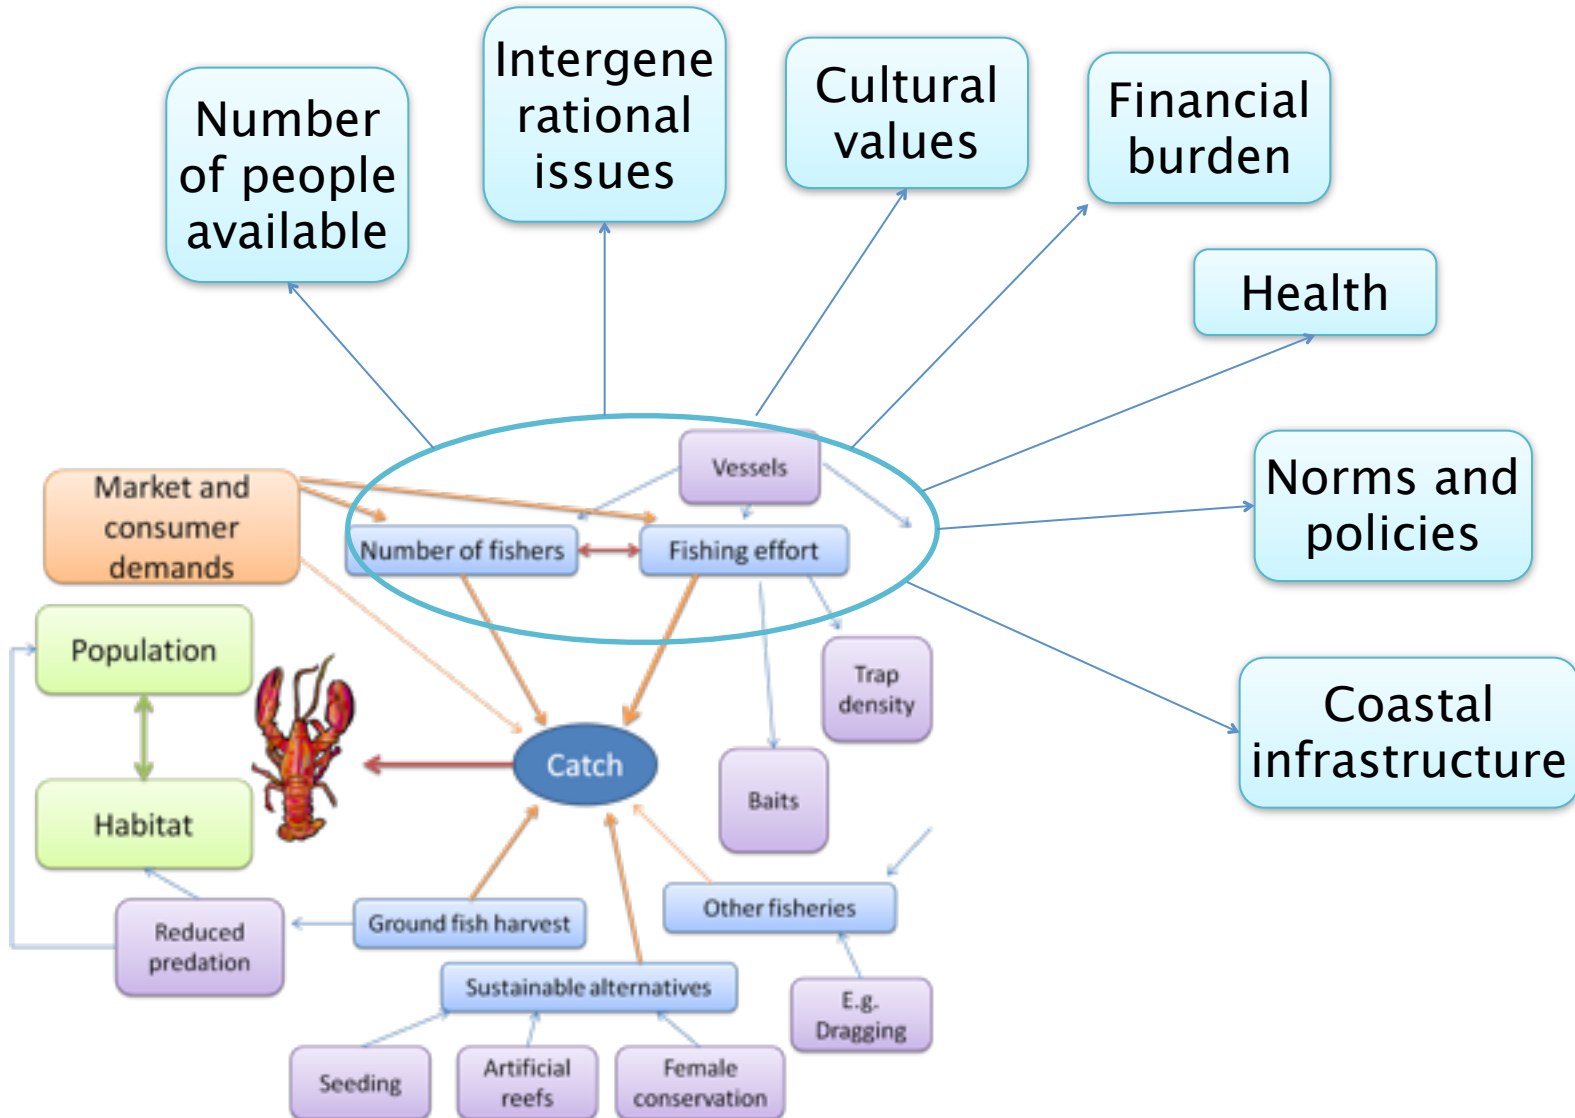 Number
of people
available
Intergene
rational
issues
Cultural
values
Financial
burden
Health
Norms and
policies
Coastal
infrastructure
Vessels
Market and
consumer
demands
Number of fishers
Fishing effort
Population
Trap
density
Catch
Baits
Habitat
Reduced
predation
Ground fish harvest
Other fisheries
Sustainable alternatives
E.g.
Dragging
Seeding
Artificial
reefs
Female
conservation